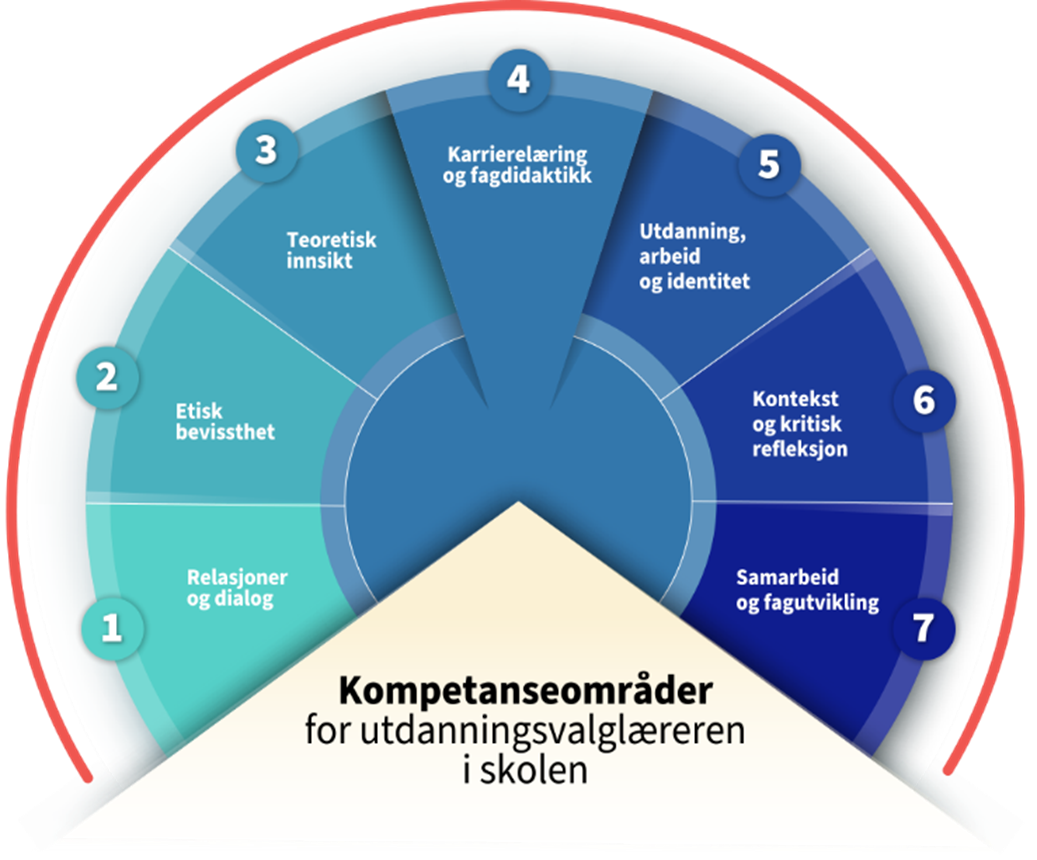 1
Relasjoner
og dialog
2
Etisk
bevissthet
3
Teoretisk
innsikt
4
Karrierelæring
og fagdidaktikk
5
Utdanning,
arbeid
og identitet
6
Kontekst
og kritisk
refleksjon
7
Samarbeid
og fagutvikling
Kompetanseområder
for utdanningsvalglæreren
i skolen